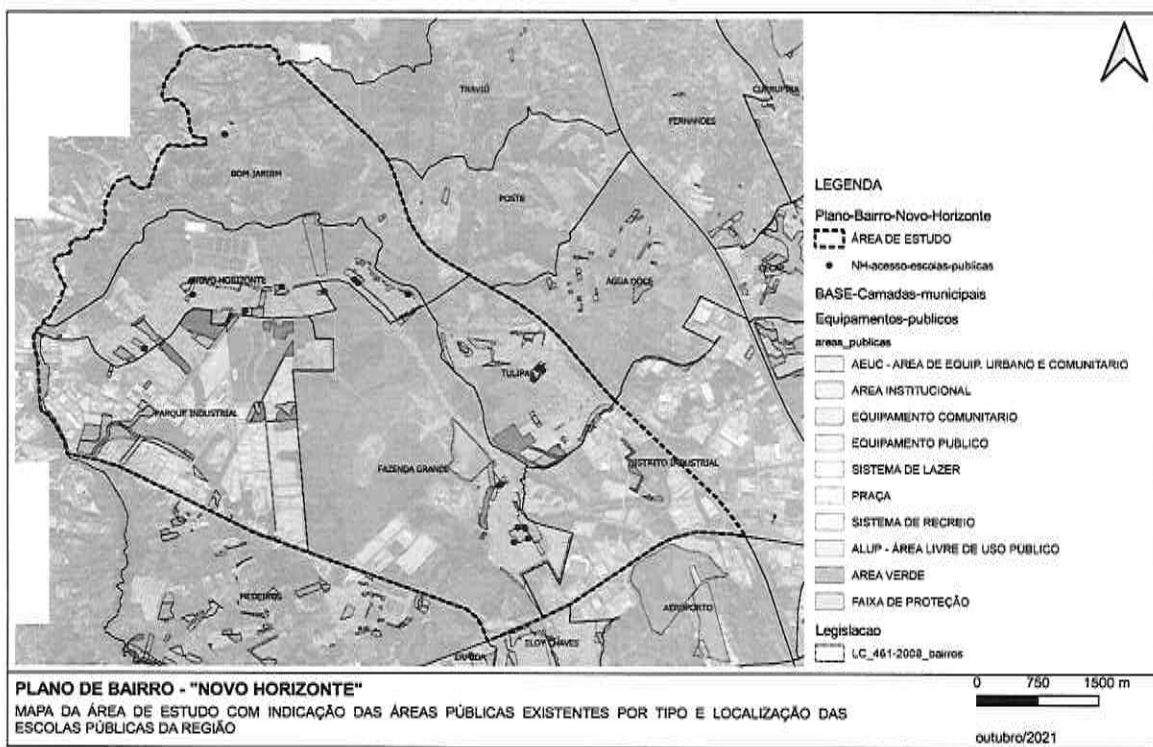 TRAVIÚ
CURRUPIRA
FERNANDES
BOM JARDIM
POSTE
NOVO HORIZONTE
AGUA DOCE
TULIPAS
PARQUE INDUSTRIAL
FAZENDA GRANDE
DISTRITO INDUSTRIAL
MEDEIROS
AEROPORTO
ELOY CHAVES
LEGENDA
Plano-Bairro-Novo-Horizonte
ÁREA DE ESTUDO
NH-acesso-escolas-publicas
BASE-Camadas-municipais
Equipamentos-publicos
areas_publicas
AEUC - AREA DE EQUIP. URBANO E COMUNITARIO
AREA INSTITUCIONAL
EQUIPAMENTO COMUNITARIO
EQUIPAMENTO PUBLICO
SISTEMA DE LAZER
PRAÇA
SISTEMA DE RECREIO
ALUP - ÁREA LIVRE DE USO PÚBLICO
AREA VERDE
FAIXA DE PROTEÇÃO
Legislacao
LC_461-2008_bairros
PLANO DE BAIRRO - "NOVO HORIZONTE"
MAPA DA ÁREA DE ESTUDO COM INDICAÇÃO DAS ÁREAS PÚBLICAS EXISTENTES POR TIPO E LOCALIZAÇÃO DAS
ESCOLAS PÚBLICAS DA REGIÃO
0 750 1500 m
outubro/2021